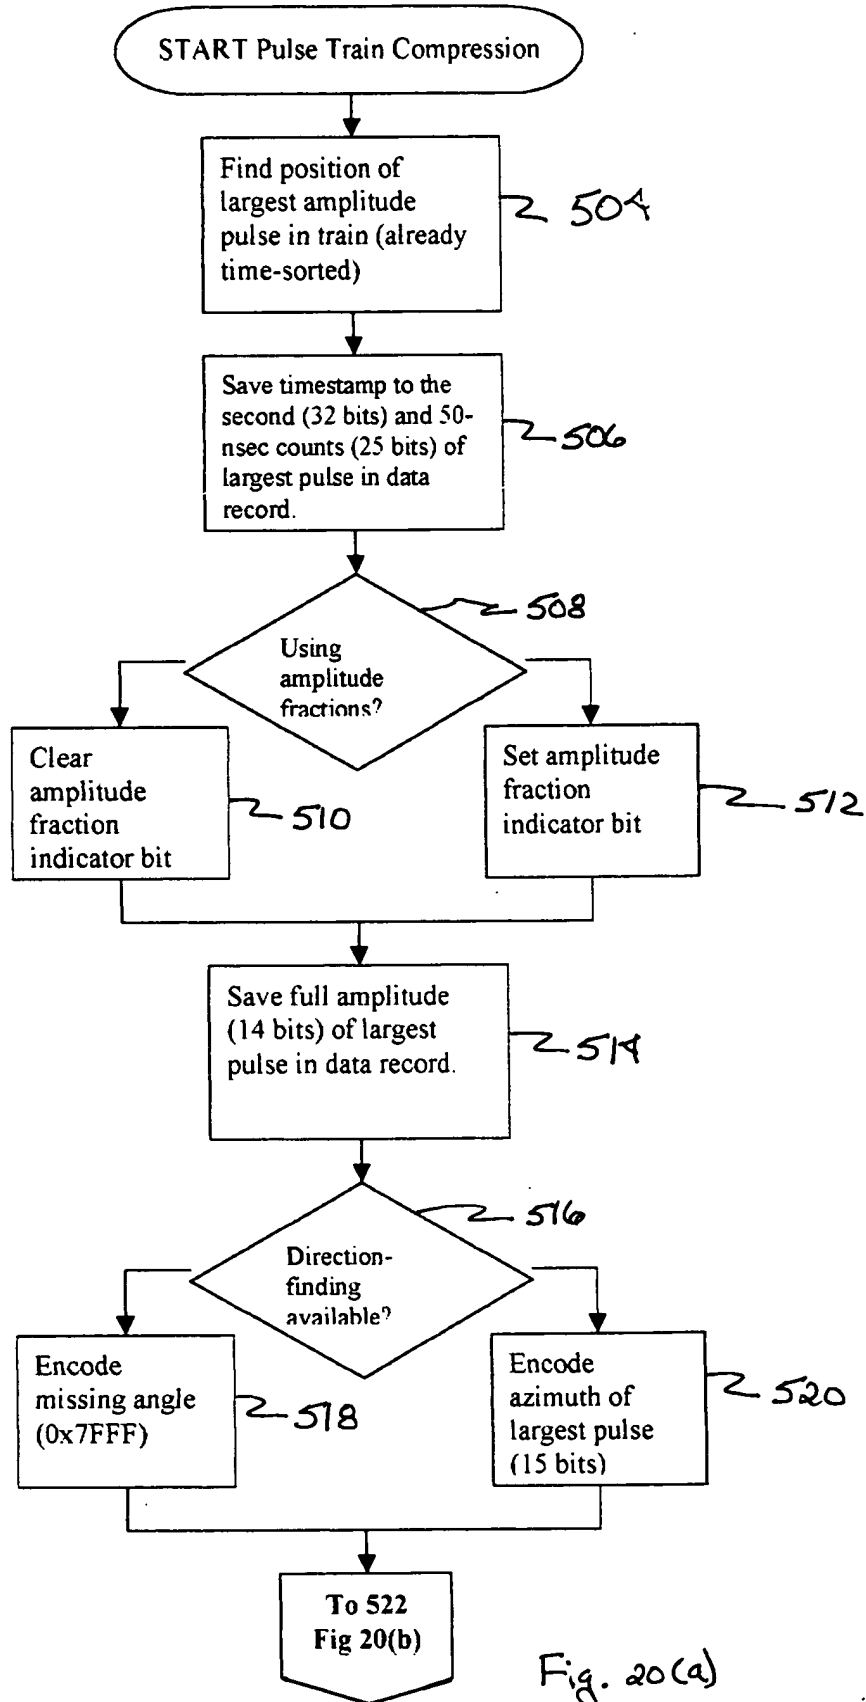 START Pulse Train Compression
Find position of
largest amplitude
pulse in train (already
time-sorted)
504
Save timestamp to the
second (32 bits) and 50-
nsec counts (25 bits) of
largest pulse in data
record.
506
508
Using
amplitude
fractions?
Clear
amplitude
fraction
indicator bit
510
Set amplitude
fraction
indicator bit
512
Save full amplitude
(14 bits) of largest
pulse in data record.
514
516
Direction-
finding
available?
Encode
missing angle
(0x7FFF)
518
Encode
azimuth of
largest pulse
(15 bits)
520
To 522
Fig 20(b)
Fig. 20(a)